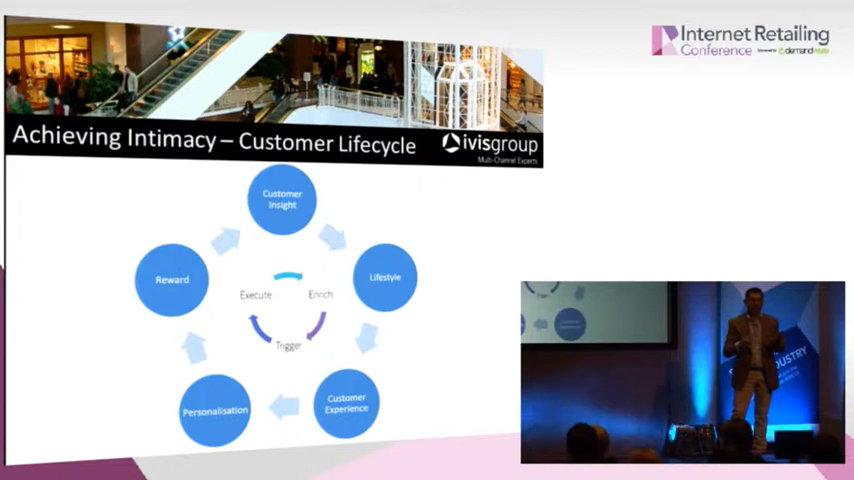 Internet Retailing
Conference
Achieving Intimacy – Customer Lifecycle
ivisgroup
Multi-Channel Experts
Customer
Insight
Reward
Lifestyle
Execute
Enrich
Trigger
Personalisation
Customer
Experience